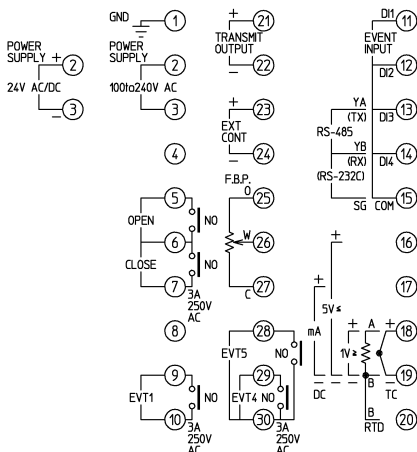 GND 1
POWER SUPPLY + 2
24V AC/DC
− 3
POWER SUPPLY 2
100to240V AC 3
4
5
OPEN NO
6
CLOSE NO
7
3A 250V AC
8
9
EVT1 NO
10
3A 250V AC
+ 21
TRANSMIT OUTPUT
− 22
+ 23
EXT CONT
− 24
F.B.P.
O 25
W 26
C 27
28
EVT5 NO
29
EVT4 NO
30
3A 250V AC
DI1 11
EVENT INPUT
DI2 12
YA (TX) DI3 13
RS-485
YB (RX) DI4 14
(RS-232C)
SG COM 15
+ 16
5V≤
+ 17
mA
+ A + 18
1V≥
− − − B − 19
DC TC
B 20
RTD